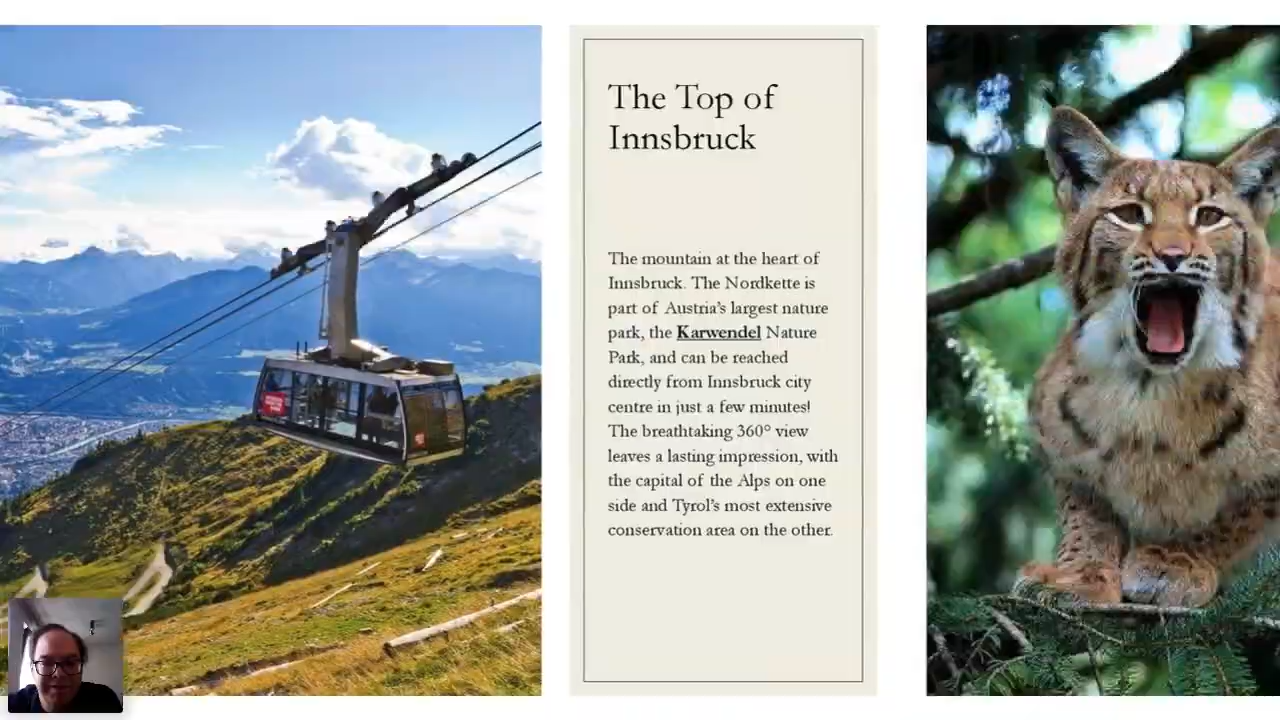 The Top of
Innsbruck
The mountain at the heart of
Innsbruck. The Nordkette is
part of Austria's largest nature
park, the Karwendel Nature
Park, and can be reached
directly from Innsbruck city
centre in just a few minutes!
The breathtaking 360° view
leaves a lasting impression, with
the capital of the Alps on one
side and Tyrol's most extensive
conservation area on the other.